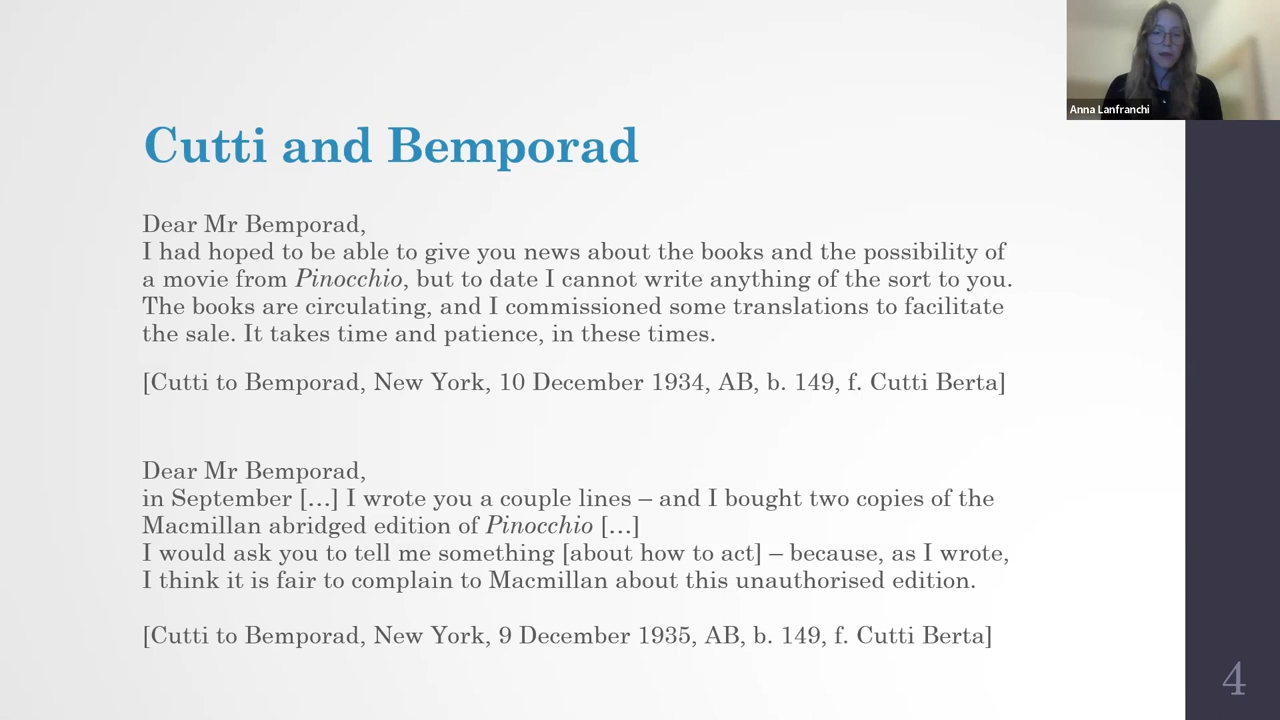 Anna Lanfranchi
Cutti and Bemporad
Dear Mr Bemporad,
I had hoped to be able to give you news about the books and the possibility of
a movie from Pinocchio, but to date I cannot write anything of the sort to you.
The books are circulating, and I commissioned some translations to facilitate
the sale. It takes time and patience, in these times.
[Cutti to Bemporad, New York, 10 December 1934, AB, b. 149, f. Cutti Berta]
Dear Mr Bemporad,
in September […] I wrote you a couple lines – and I bought two copies of the
Macmillan abridged edition of Pinocchio […]
I would ask you to tell me something [about how to act] – because, as I wrote,
I think it is fair to complain to Macmillan about this unauthorised edition.
[Cutti to Bemporad, New York, 9 December 1935, AB, b. 149, f. Cutti Berta]
4